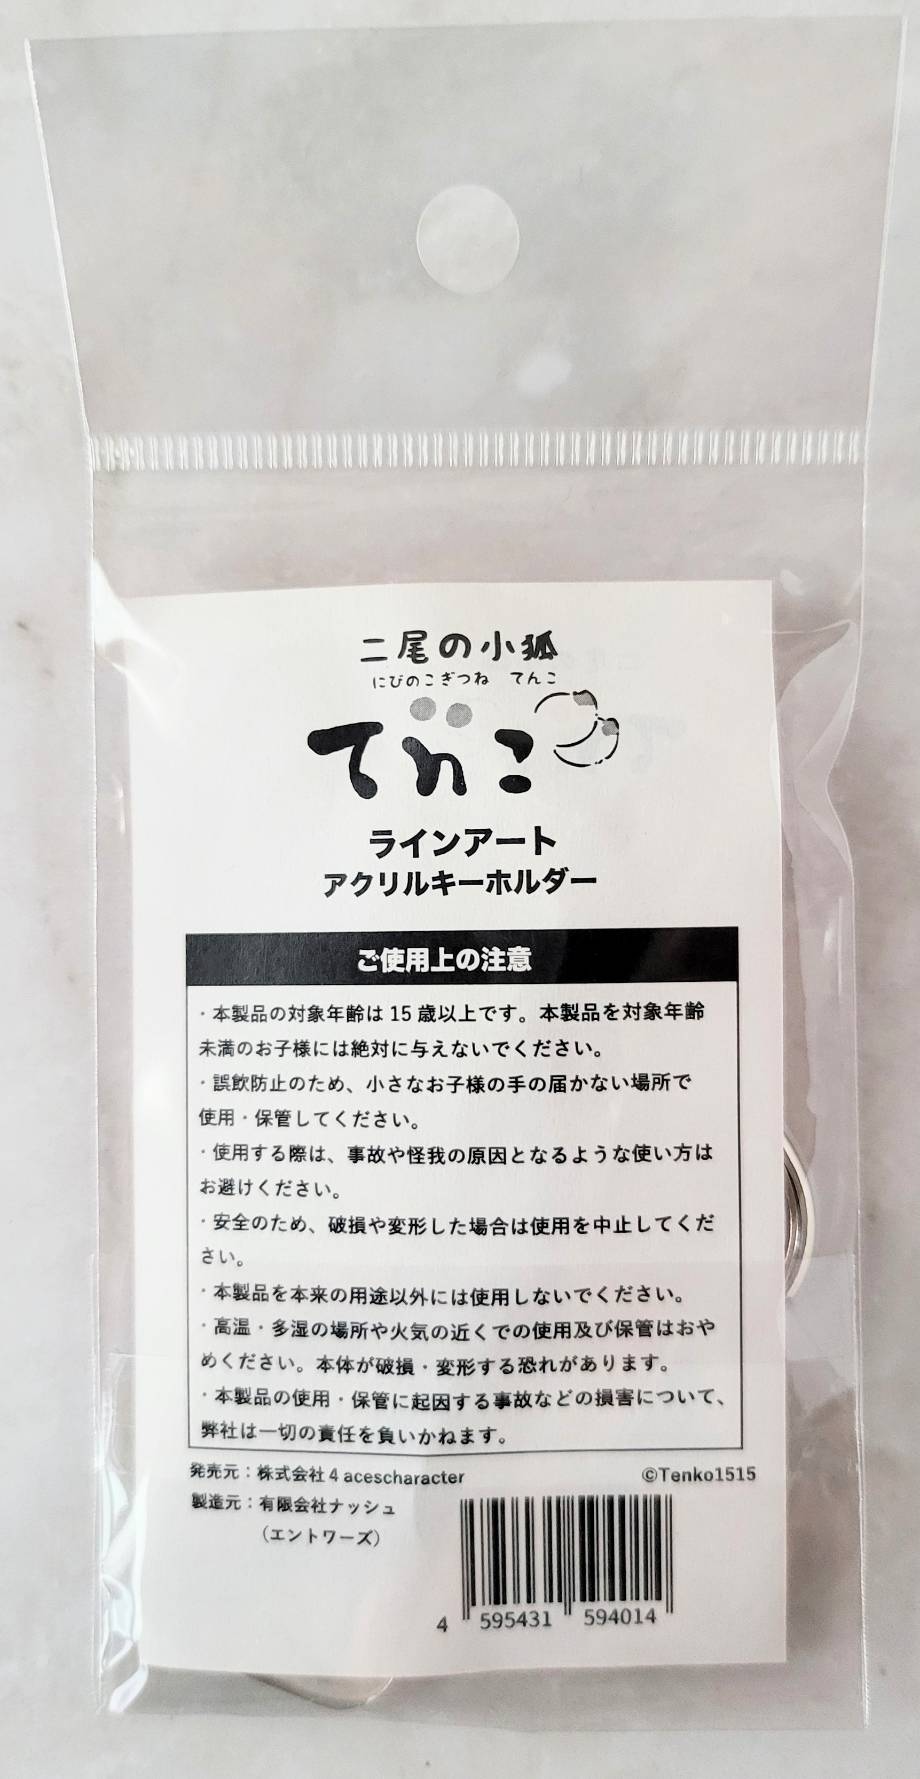 二尾の小狐
にびのこぎつね　てんこ
てんこ
ラインアート
アクリルキーホルダー
ご使用上の注意
・本製品の対象年齢は 15 歳以上です。本製品を対象年齢
未満のお子様には絶対に与えないでください。
・誤飲防止のため、小さなお子様の手の届かない場所で
使用・保管してください。
・使用する際は、事故や怪我の原因となるような使い方は
お避けください。
・安全のため、破損や変形した場合は使用を中止してくだ
さい。
・本製品を本来の用途以外には使用しないでください。
・高温・多湿の場所や火気の近くでの使用及び保管はおや
めください。本体が破損・変形する恐れがあります。
・本製品の使用・保管に起因する事故などの損害について、
弊社は一切の責任を負いかねます。
発売元：株式会社 4 acescharacter
©Tenko1515
製造元：有限会社ナッシュ
（エントワーズ）
4 595431 594014